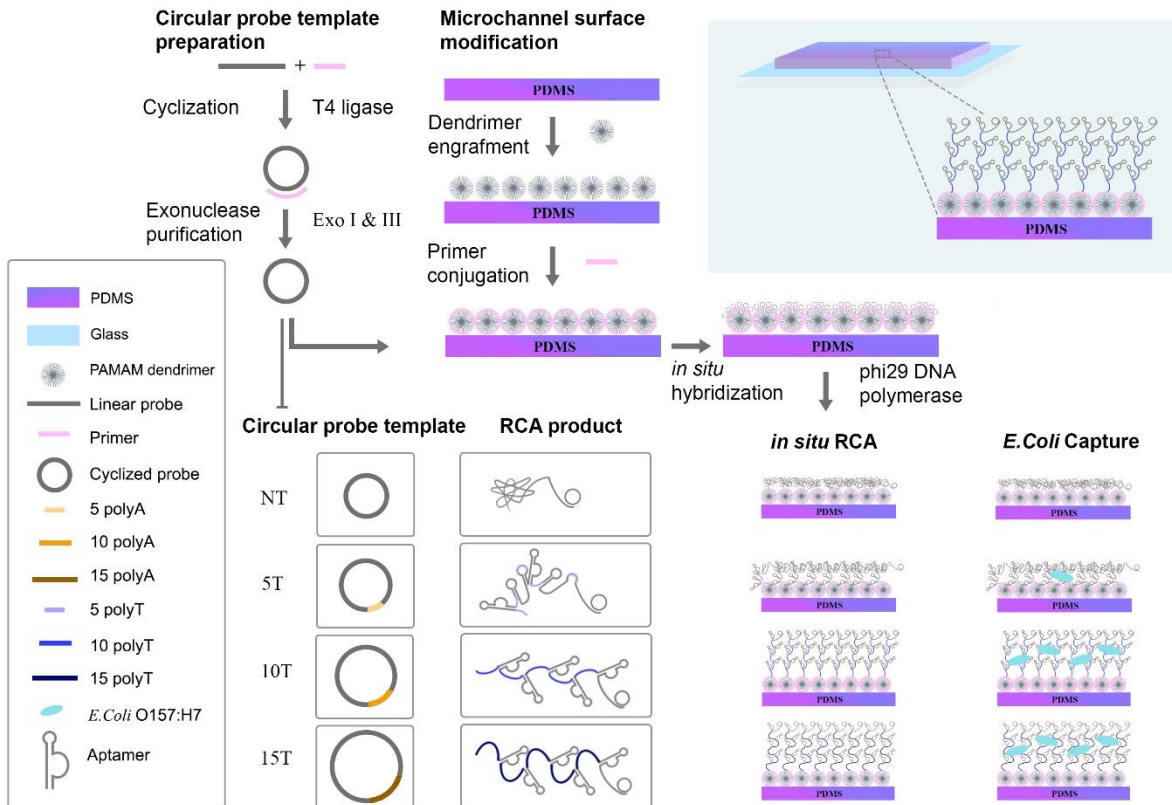 Circular probe template
preparation
+
Cyclization
T4 ligase
Exonuclease
purification
Exo I & III
Microchannel surface
modification
PDMS
Dendrimer
engrafment
PDMS
Primer
conjugation
PDMS
in situ
hybridization
PDMS
phi29 DNA
polymerase
PDMS
PDMS
Glass
PAMAM dendrimer
Linear probe
Primer
Cyclized probe
5 polyA
10 polyA
15 polyA
5 polyT
10 polyT
15 polyT
E.Coli O157:H7
Aptamer
Circular probe template
RCA product
NT
5T
10T
15T
in situ RCA
E.Coli Capture
PDMS
PDMS
PDMS
PDMS
PDMS
PDMS
PDMS
PDMS